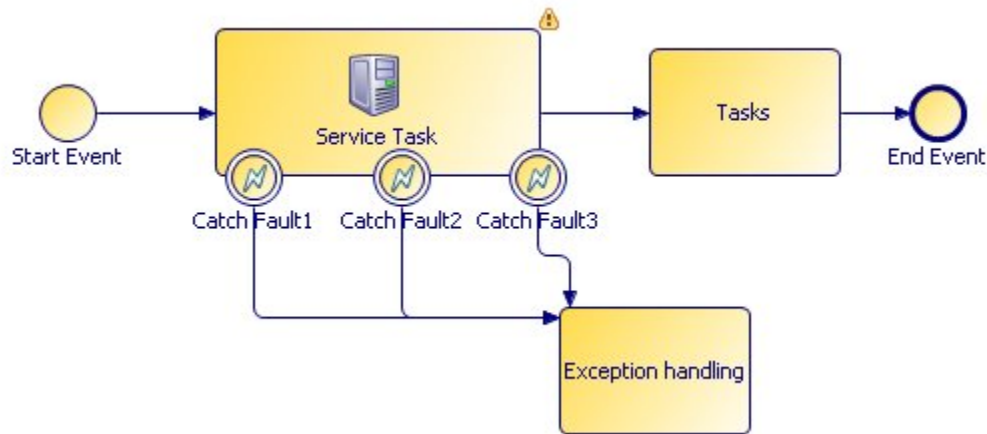 Service Task
Tasks
Start Event
End Event
Catch Fault1
Catch Fault2
Catch Fault3
Exception handling